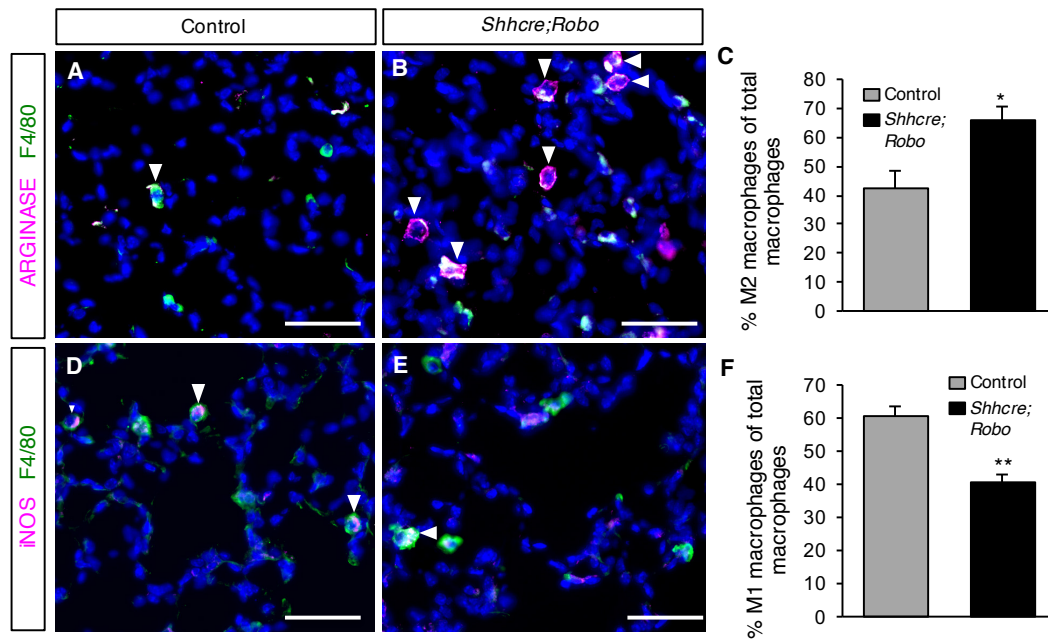 Control
Shhcre;Robo
ARGINASE F4/80
A
B
C
% M2 macrophages of total
macrophages
80
70
60
50
40
30
20
10
0
Control
Shhcre;
Robo
*
iNOS F4/80
D
E
F
% M1 macrophages of total
macrophages
70
60
50
40
30
20
10
0
Control
Shhcre;
Robo
**